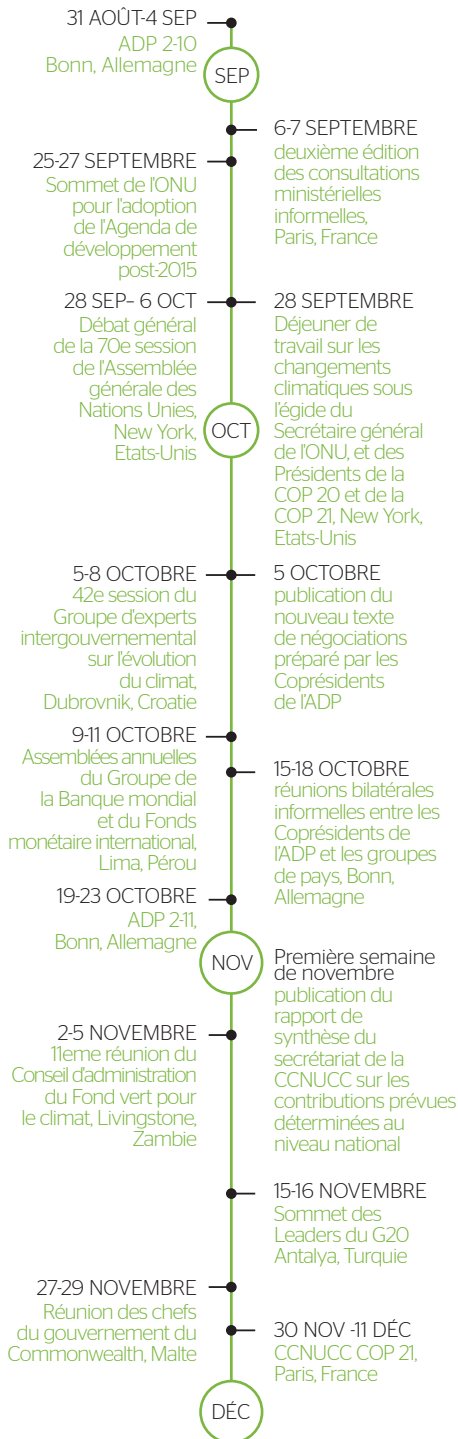 31 AOÛT-4 SEP
ADP 2-10
Bonn, Allemagne
SEP
6-7 SEPTEMBRE
deuxième édition
des consultations
ministérielles
informelles,
Paris, France
25-27 SEPTEMBRE
Sommet de l'ONU
pour l'adoption
de l'Agenda de
développement
post-2015
28 SEP– 6 OCT
Débat général
de la 70e session
de l'Assemblée
générale des
Nations Unies,
New York,
Etats-Unis
28 SEPTEMBRE
Déjeuner de
travail sur les
changements
climatiques sous
l'égide du
Secrétaire général
de l'ONU, et des
Présidents de la
COP 20 et de la
COP 21, New York,
Etats-Unis
OCT
5-8 OCTOBRE
42e session du
Groupe d'experts
intergouvernemental
sur l'évolution
du climat,
Dubrovnik, Croatie
5 OCTOBRE
publication du
nouveau texte
de négociations
préparé par les
Coprésidents
de l'ADP
9-11 OCTOBRE
Assemblées annuelles
du Groupe de
la Banque mondial
et du Fonds
monétaire international,
Lima, Pérou
15-18 OCTOBRE
réunions bilatérales
informelles entre les
Coprésidents de
l'ADP et les groupes
de pays, Bonn,
Allemagne
19-23 OCTOBRE
ADP 2-11,
Bonn, Allemagne
NOV
Première semaine
de novembre
publication du
rapport de
synthèse du
secrétariat de la
CCNUCC sur les
contributions prévues
déterminées au
niveau national
2-5 NOVEMBRE
11eme réunion du
Conseil d'administration
du Fond vert pour
le climat, Livingstone,
Zambie
15-16 NOVEMBRE
Sommet des
Leaders du G20
Antalya, Turquie
27-29 NOVEMBRE
Réunion des chefs
du gouvernement du
Commonwealth, Malte
30 NOV -11 DÉC
CCNUCC COP 21,
Paris, France
DÉC